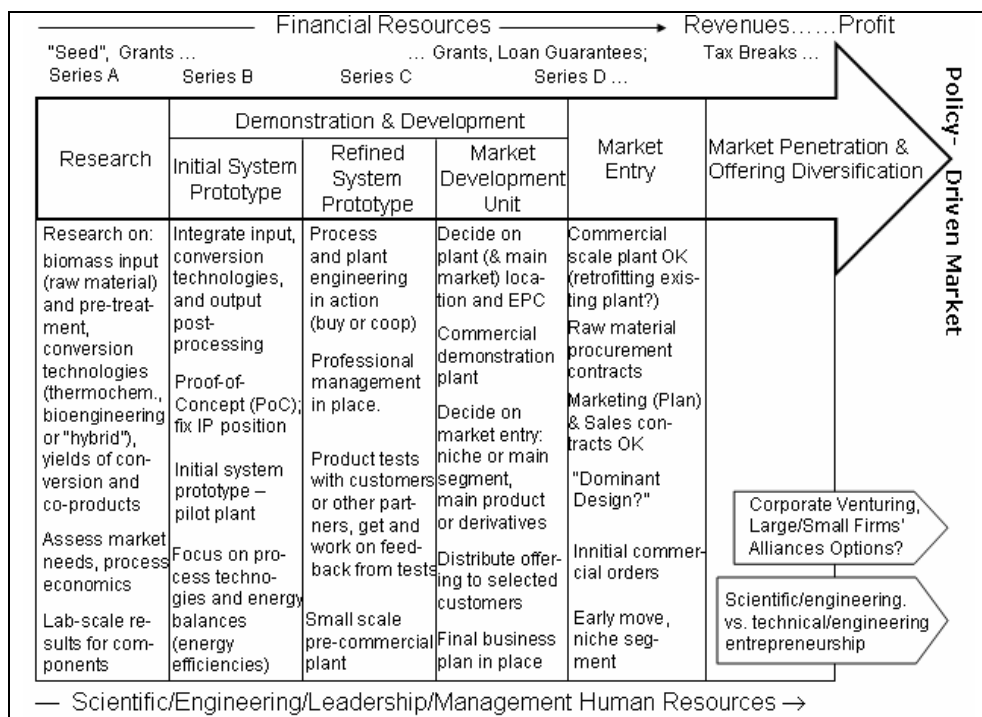 Financial Resources
Revenues……Profit
"Seed", Grants ...
... Grants, Loan Guarantees;
Tax Breaks ...
Series A
Series B
Series C
Series D ...
Policy- Driven Market
Research
Demonstration & Development
Initial System
Prototype
Refined
System
Prototype
Market
Development
Unit
Market
Entry
Market Penetration &
Offering Diversification
Research on:
biomass input
(raw material)
and pre-treat-
ment,
conversion
technologies
(thermochem.,
bioengineering
or "hybrid"),
yields of con-
version and
co-products
Assess market
needs, process
economics
Lab-scale re-
sults for com-
ponents
Integrate input,
conversion
technologies,
and output
post-
processing
Proof-of-
Concept (PoC);
fix IP position
Initial system
prototype –
pilot plant
Focus on pro-
cess techno-
gies and energy
balances
(energy
efficiencies)
Process
and plant
engineering
in action
(buy or coop)
Professional
management
in place.
Product tests
with customers
or other part-
ners, get and
work on feed-
back from tests
Small scale
pre-commercial
plant
Decide on
plant (& main
market) loca-
tion and EPC
Commercial
demonstration
plant
Decide on
market entry:
niche or main
segment,
main product
or derivatives
Distribute offer-
ing to selected
customers
Final business
plan in place
Commercial
scale plant OK
(retrofitting exis-
ting plant?)
Raw material
procurement
contracts
Marketing (Plan)
& Sales con-
tracts OK
"Dominant
Design?"
Innitial commer-
cial orders
Early move,
niche seg-
ment
Corporate Venturing,
Large/Small Firms'
Alliances Options?
Scientific/engineering.
vs. technical/engineering
entrepreneurship
— Scientific/Engineering/Leadership/Management Human Resources →